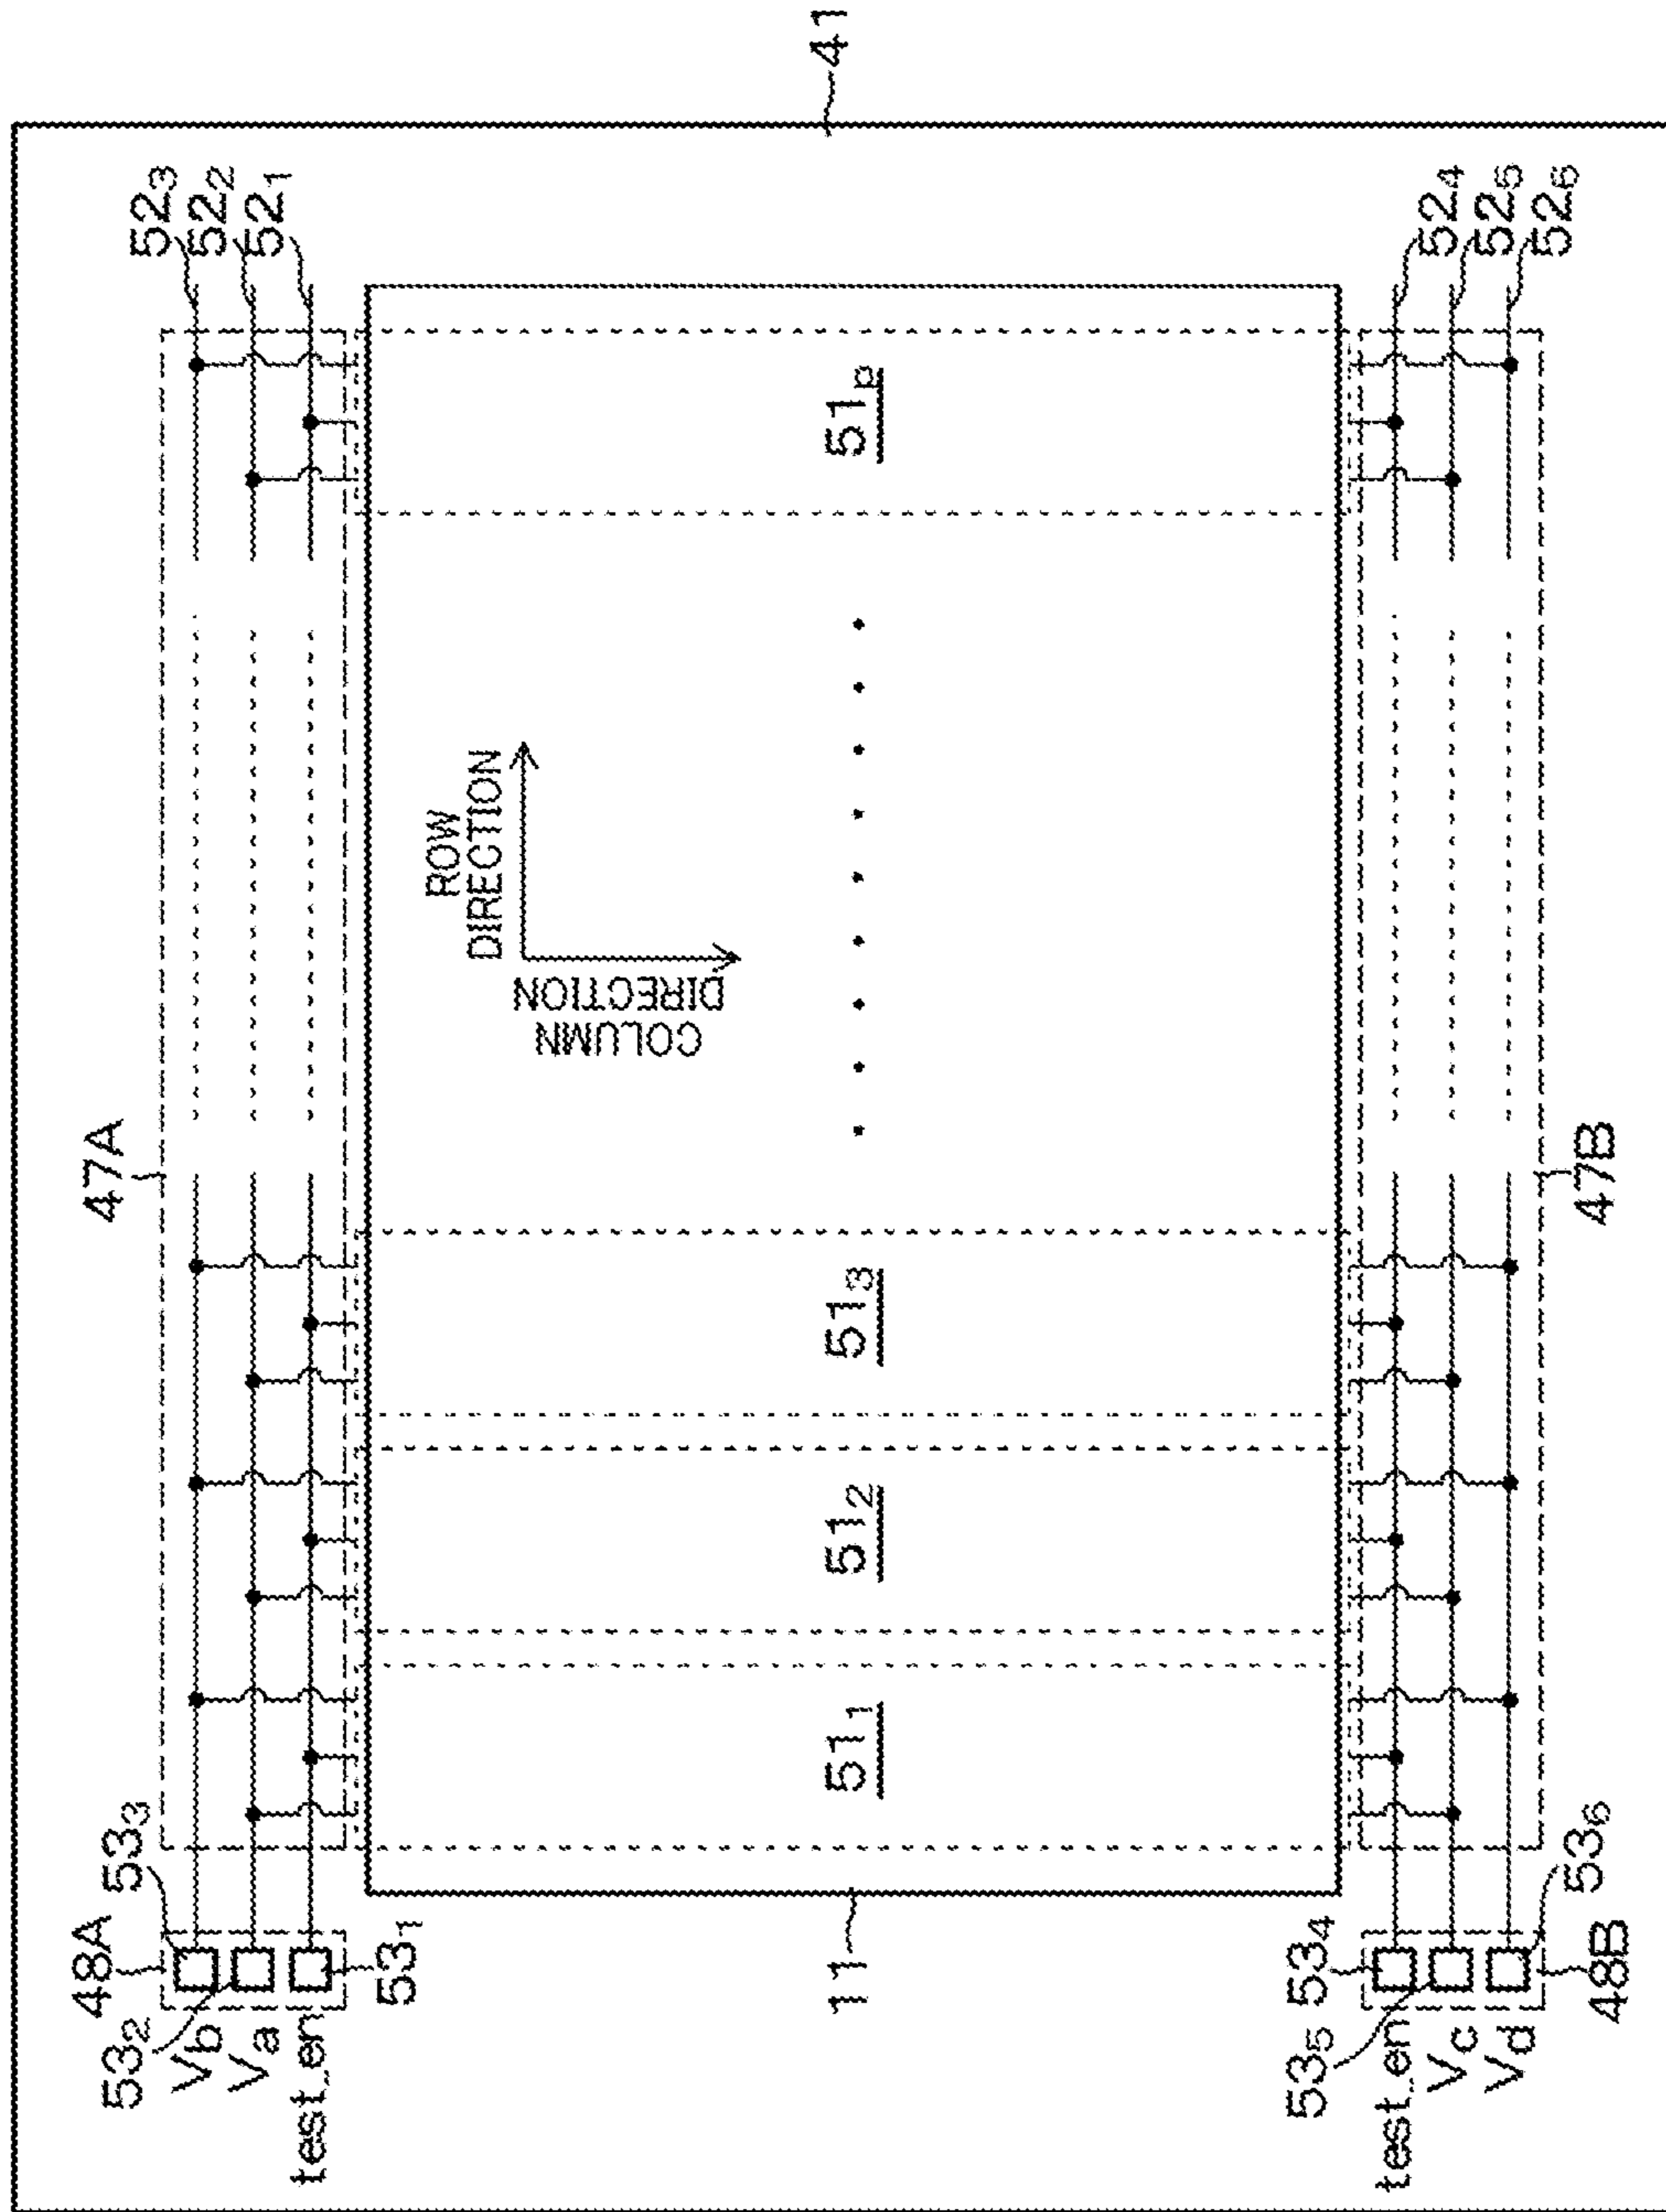 41
47A
52₃
52₂
52₁
48A
53₃
53₂
Vb
Va
test_en
53₁
ROW
DIRECTION
COLUMN
DIRECTION
11
51₁
51₂
51₃
51ₚ
53₄
53₅
test_en
Vc
Vd
53₆
48B
47B
52₄
52₅
52₆